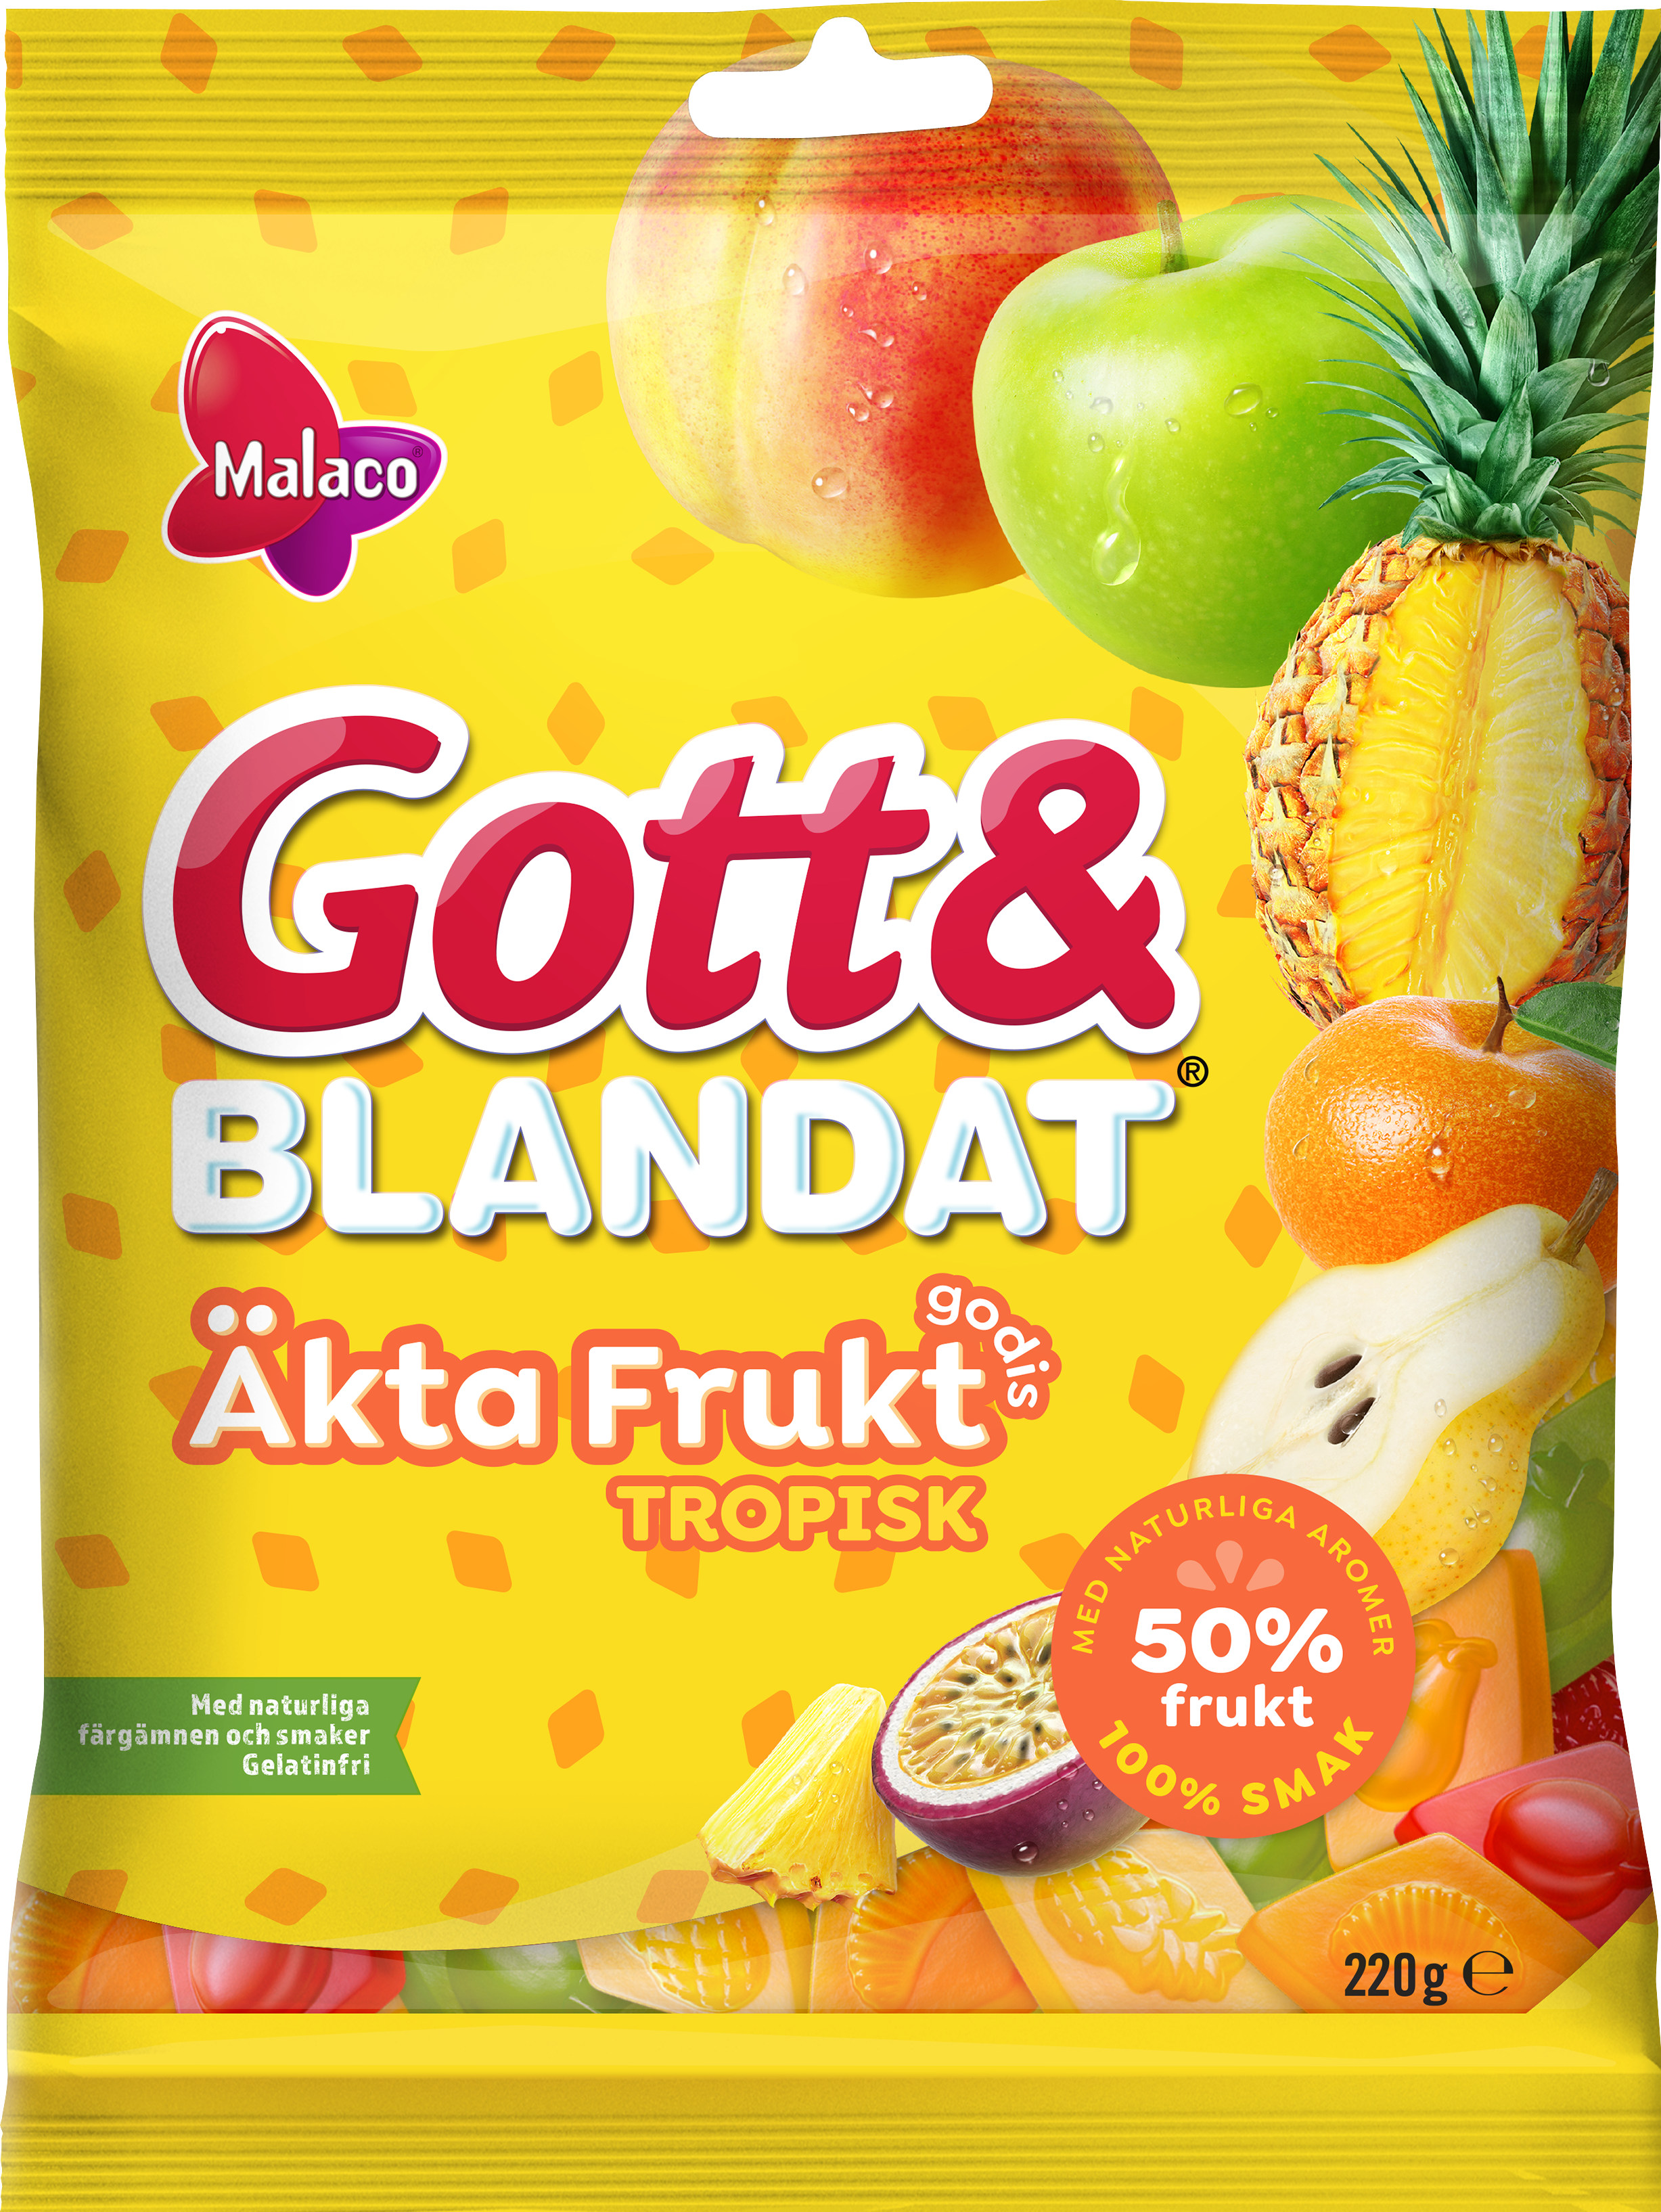 Malaco®
Gott&
BLANDAT®
Äkta Frukt
godis
TROPISK
MED NATURLIGA AROMER
50%
frukt
100% SMAK
Med naturliga
färgämnen och smaker
Gelatinfri
220g ℮